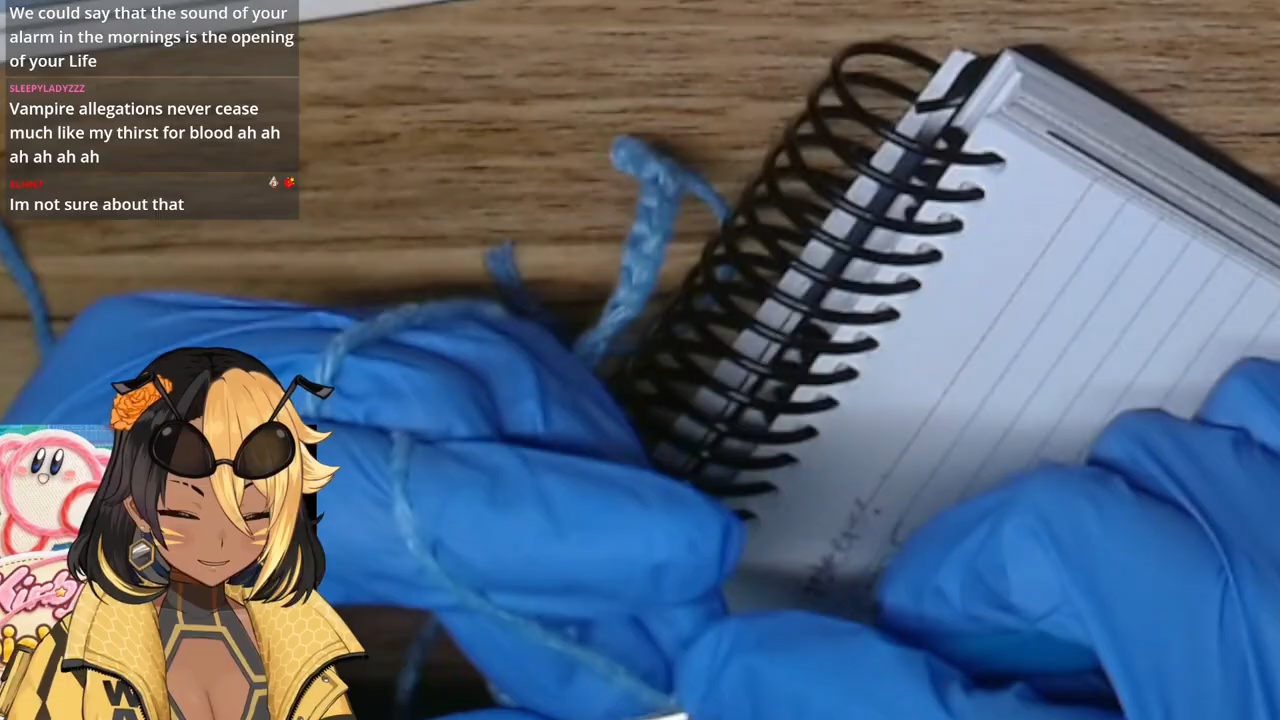 We could say that the sound of your
alarm in the mornings is the opening
of your Life
SLEEPYLADYZZZ
Vampire allegations never cease
much like my thirst for blood ah ah
ah ah ah ah
Im not sure about that